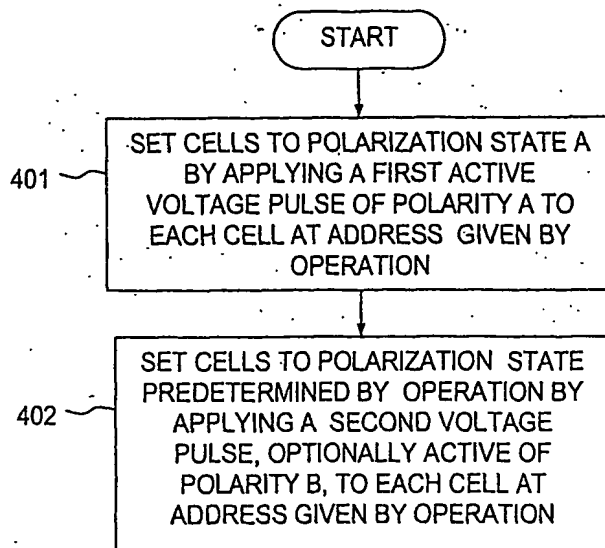 START
401
SET CELLS TO POLARIZATION STATE A
BY APPLYING A FIRST ACTIVE
VOLTAGE PULSE OF POLARITY A TO
EACH CELL AT ADDRESS GIVEN BY
OPERATION
402
SET CELLS TO POLARIZATION STATE
PREDETERMINED BY OPERATION BY
APPLYING A SECOND VOLTAGE
PULSE, OPTIONALLY ACTIVE OF
POLARITY B, TO EACH CELL AT
ADDRESS GIVEN BY OPERATION